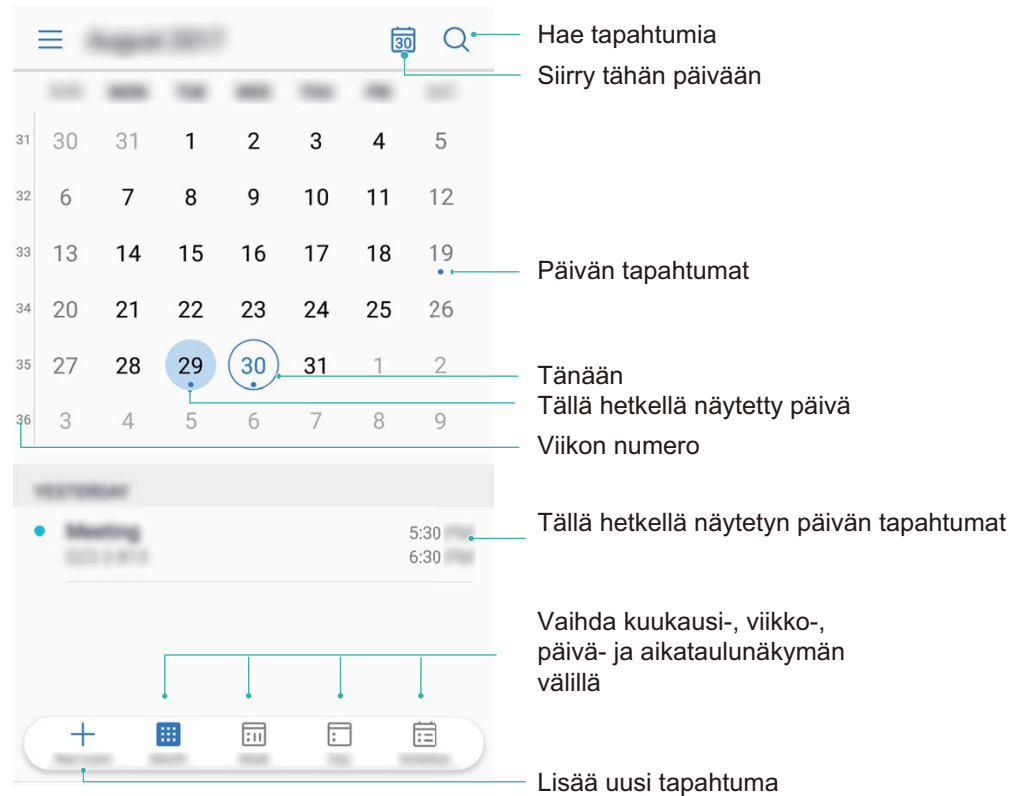 30
Hae tapahtumia
Siirry tähän päivään
31 30 31 1 2 3 4 5
32 6 7 8 9 10 11 12
33 13 14 15 16 17 18 19
Päivän tapahtumat
34 20 21 22 23 24 25 26
35 27 28 29 30 31 1 2
Tänään
Tällä hetkellä näytetty päivä
36 3 4 5 6 7 8 9
Viikon numero
YESTERDAY
Meeting 5:30
6:30
Tällä hetkellä näytetyn päivän tapahtumat
Vaihda kuukausi-, viikko-,
päivä- ja aikataulunäkymän
välillä
Lisää uusi tapahtuma